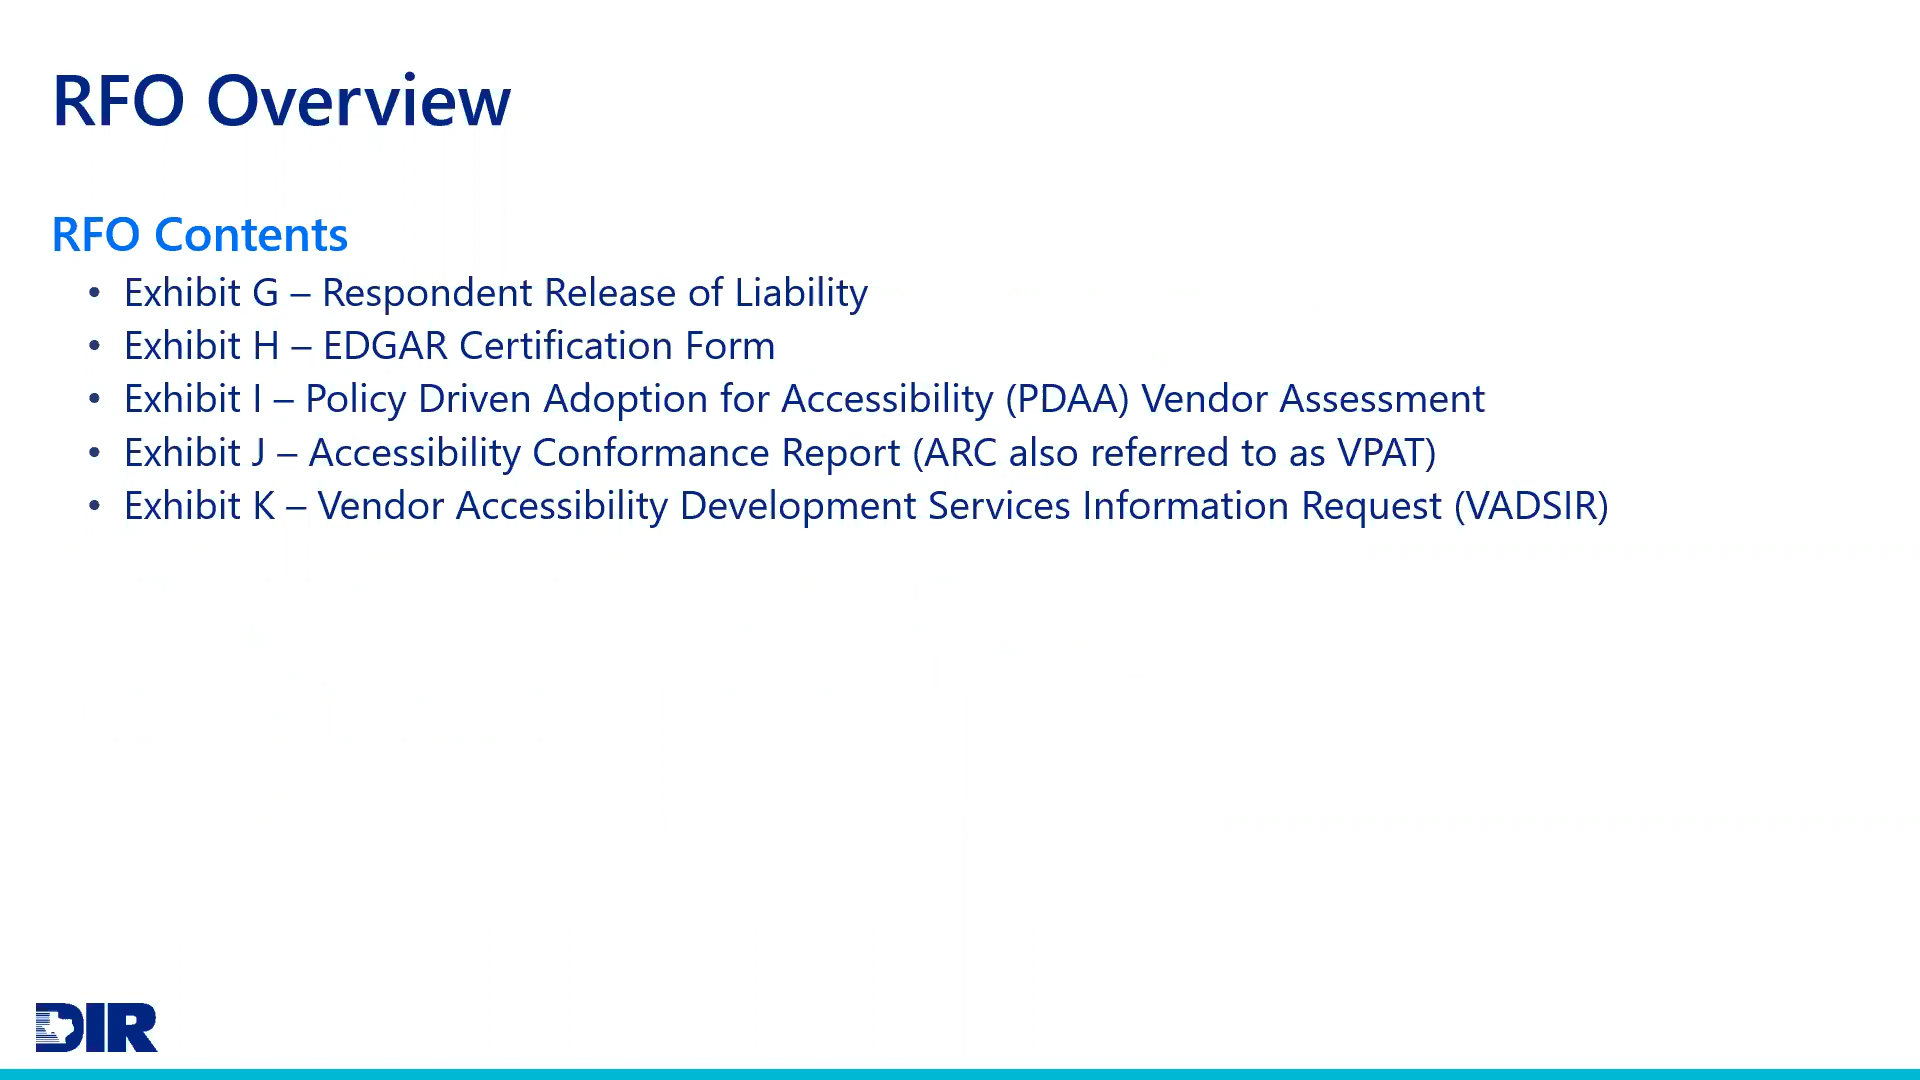 RFO Overview
RFO Contents
• Exhibit G – Respondent Release of Liability
• Exhibit H – EDGAR Certification Form
• Exhibit I – Policy Driven Adoption for Accessibility (PDAA) Vendor Assessment
• Exhibit J – Accessibility Conformance Report (ARC also referred to as VPAT)
• Exhibit K – Vendor Accessibility Development Services Information Request (VADSIR)
DIR